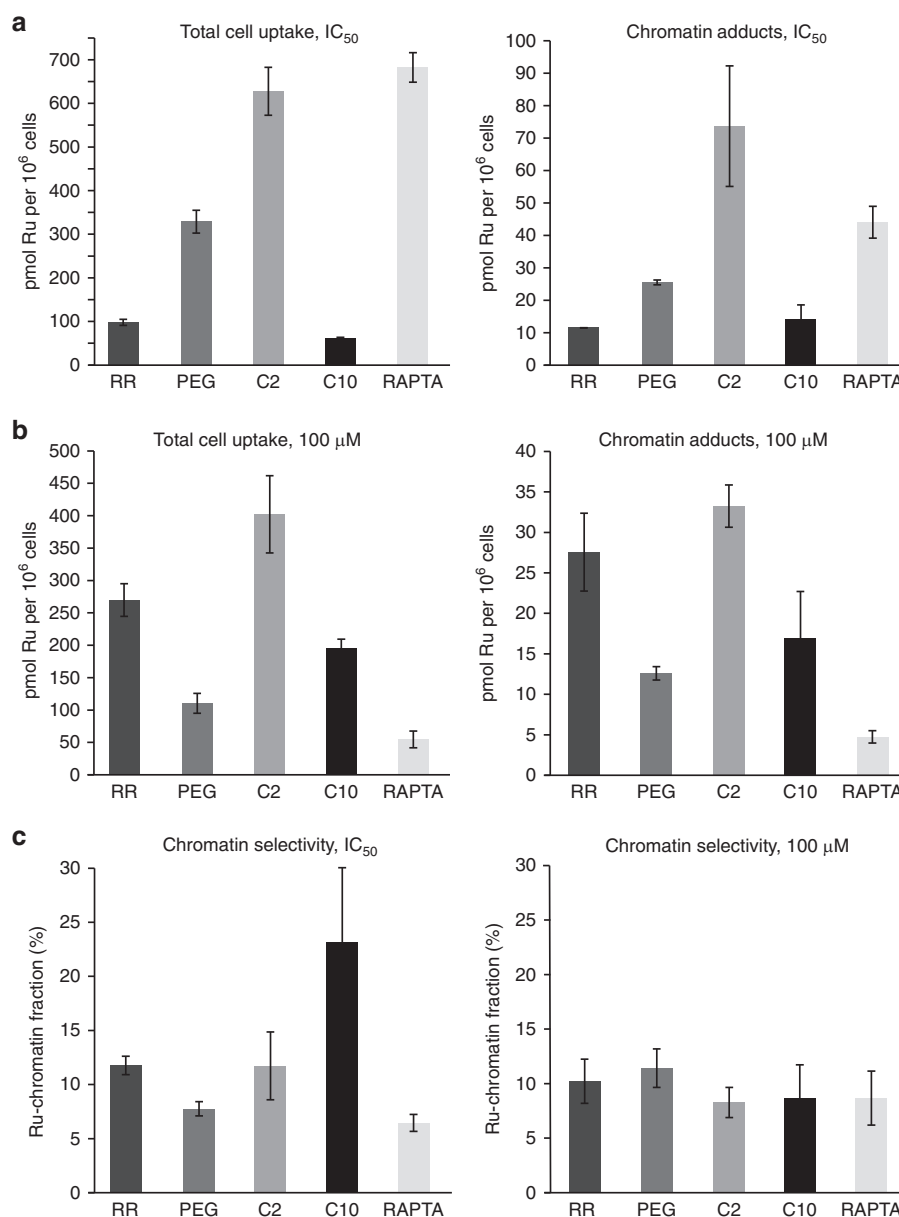 a
Total cell uptake, IC50
pmol Ru per 10^6 cells
700
600
500
400
300
200
100
0
RR PEG C2 C10 RAPTA
Chromatin adducts, IC50
pmol Ru per 10^6 cells
100
90
80
70
60
50
40
30
20
10
0
RR PEG C2 C10 RAPTA
b
Total cell uptake, 100 μM
pmol Ru per 10^6 cells
500
450
400
350
300
250
200
150
100
50
0
RR PEG C2 C10 RAPTA
Chromatin adducts, 100 μM
pmol Ru per 10^6 cells
40
35
30
25
20
15
10
5
0
RR PEG C2 C10 RAPTA
c
Chromatin selectivity, IC50
Ru-chromatin fraction (%)
30
25
20
15
10
5
0
RR PEG C2 C10 RAPTA
Chromatin selectivity, 100 μM
Ru-chromatin fraction (%)
30
25
20
15
10
5
0
RR PEG C2 C10 RAPTA